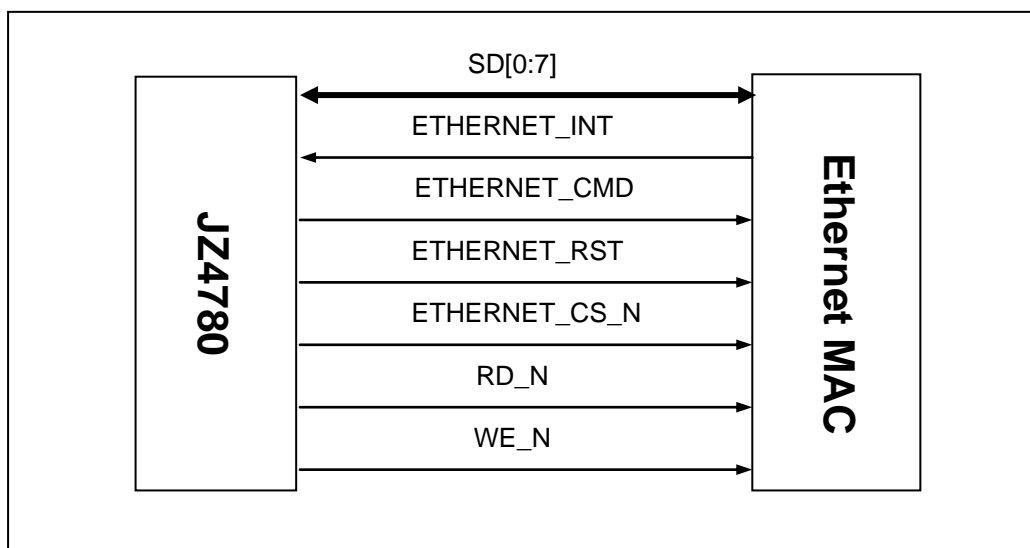 SD[0:7]
ETHERNET_INT
ETHERNET_CMD
ETHERNET_RST
ETHERNET_CS_N
RD_N
WE_N
JZ4780
Ethernet MAC